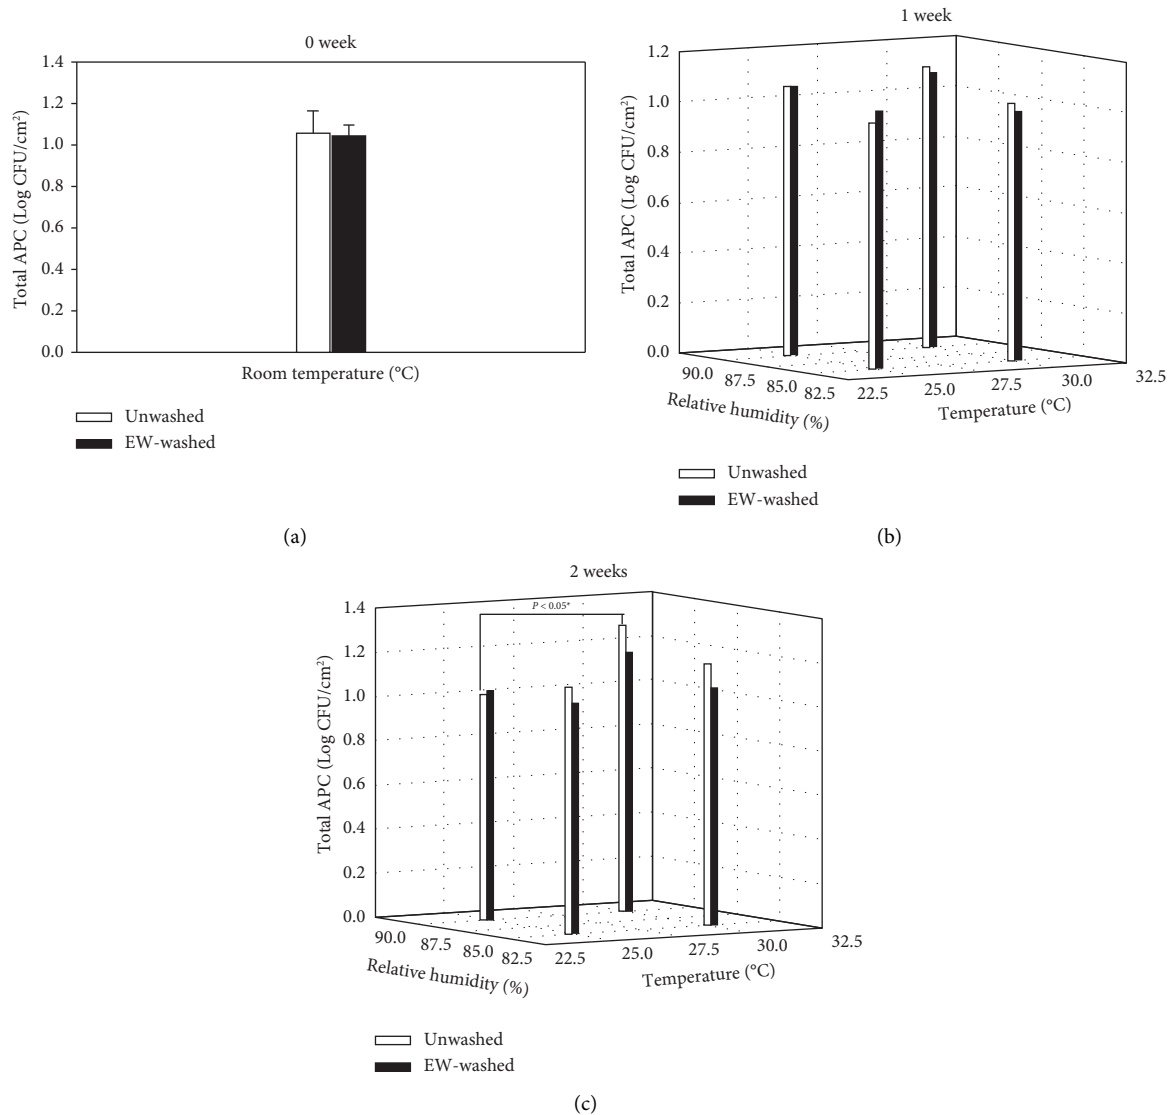 0 week
1.4
1.2
1.0
0.8
0.6
0.4
0.2
0.0
Total APC (Log CFU/cm²)
Room temperature (°C)
Unwashed
EW-washed
(a)
1 week
1.2
1.0
0.8
0.6
0.4
0.2
0.0
Total APC (Log CFU/cm²)
90.0
87.5
85.0
82.5
Relative humidity (%)
22.5
25.0
27.5
30.0
32.5
Temperature (°C)
Unwashed
EW-washed
(b)
2 weeks
P < 0.05*
1.4
1.2
1.0
0.8
0.6
0.4
0.2
0.0
Total APC (Log CFU/cm²)
90.0
87.5
85.0
82.5
Relative humidity (%)
22.5
25.0
27.5
30.0
32.5
Temperature (°C)
Unwashed
EW-washed
(c)